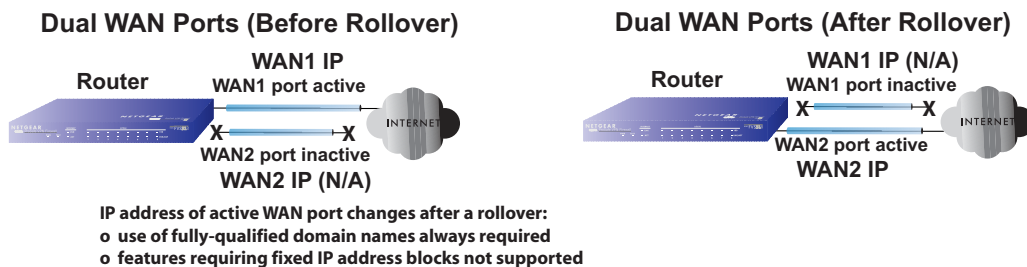 Dual WAN Ports (Before Rollover)
WAN1 IP
Router
WAN1 port active
NETGEAR
INTERNET
X X
WAN2 port inactive
WAN2 IP (N/A)
IP address of active WAN port changes after a rollover:
o use of fully-qualified domain names always required
o features requiring fixed IP address blocks not supported
Dual WAN Ports (After Rollover)
WAN1 IP (N/A)
Router
WAN1 port inactive
X X
NETGEAR
INTERNET
WAN2 port active
WAN2 IP